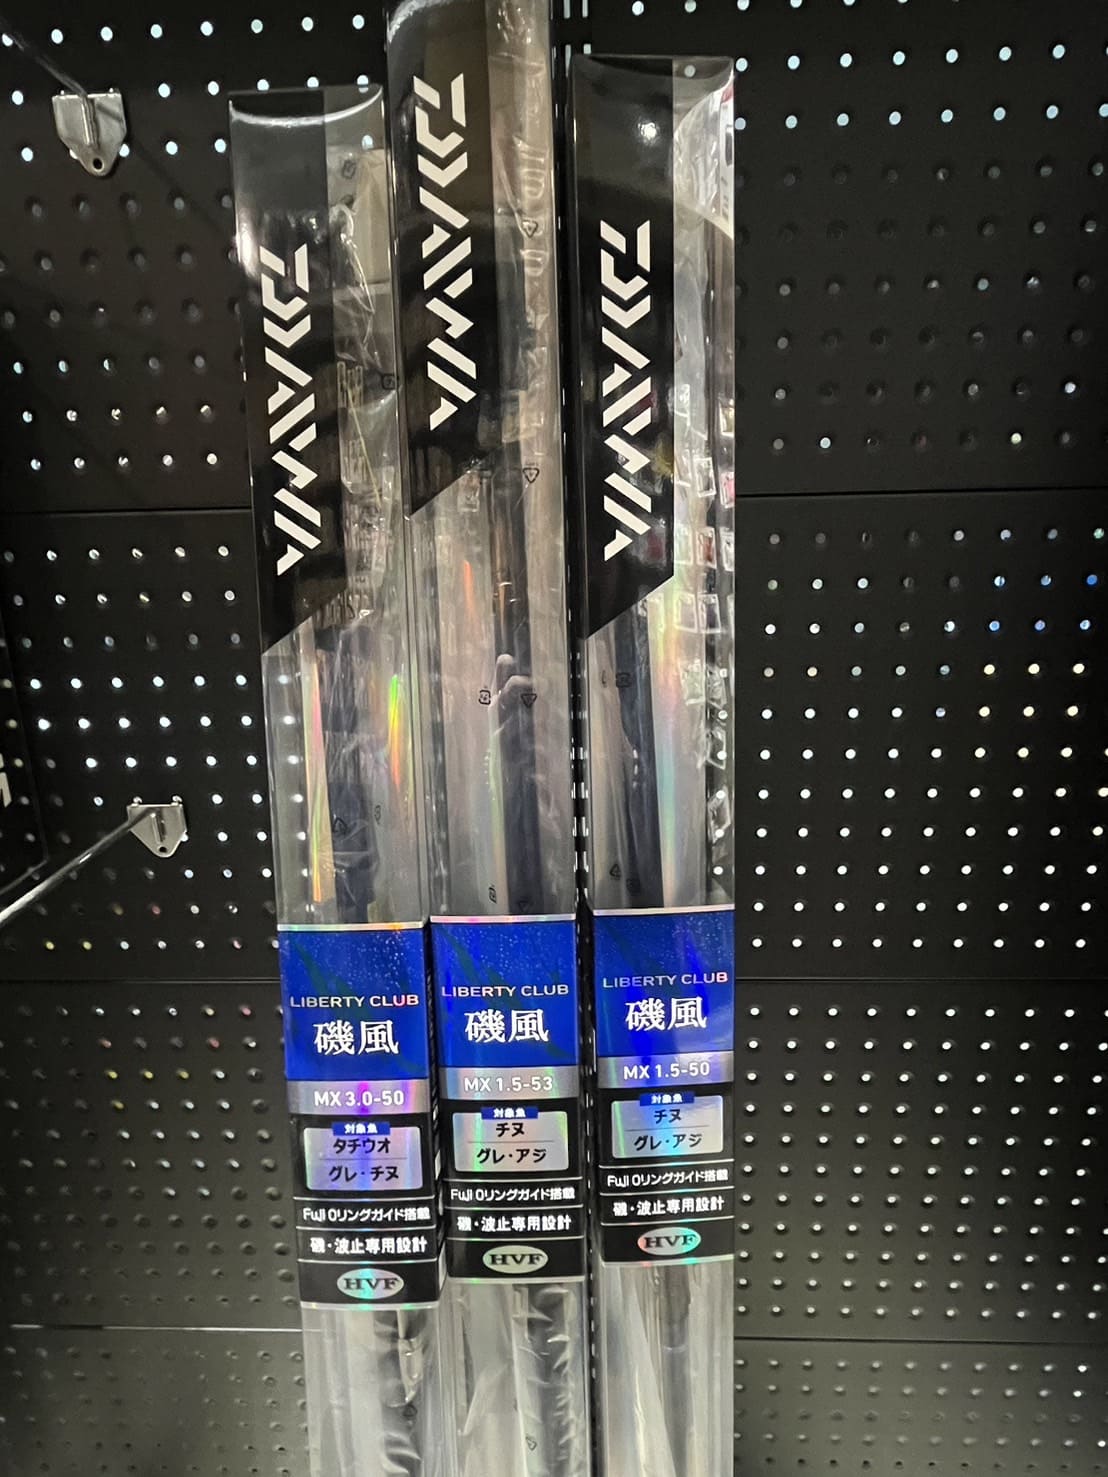 DAIWA
LIBERTY CLUB
磯風
MX 3.0-50
対象魚
タチウオ
グレ・チヌ
Fuji Oリングガイド搭載
磯・波止専用設計
HVF
DAIWA
LIBERTY CLUB
磯風
MX 1.5-53
対象魚
チヌ
グレ・アジ
Fuji Oリングガイド搭載
磯・波止専用設計
HVF
DAIWA
LIBERTY CLUB
磯風
MX 1.5-50
対象魚
チヌ
グレ・アジ
Fuji Oリングガイド搭載
磯・波止専用設計
HVF